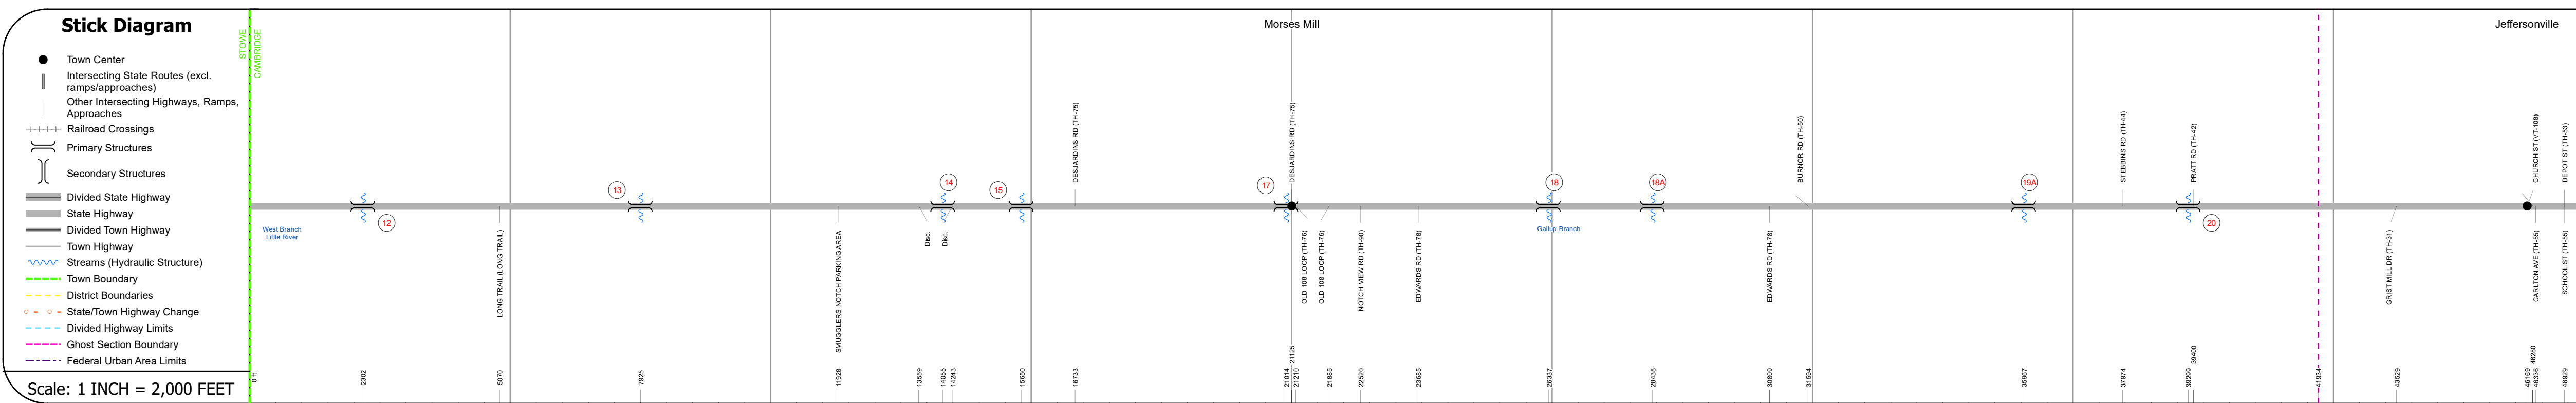 Stick Diagram
Town Center
Intersecting State Routes (excl.
ramps/approaches)
Other Intersecting Highways, Ramps,
Approaches
Railroad Crossings
Primary Structures
Secondary Structures
Divided State Highway
State Highway
Divided Town Highway
Town Highway
Streams (Hydraulic Structure)
Town Boundary
District Boundaries
State/Town Highway Change
Divided Highway Limits
Ghost Section Boundary
Federal Urban Area Limits
Scale: 1 INCH = 2,000 FEET
STOWE
CAMBRIDGE
Morses Mill
Jeffersonville
DESJARDINS RD (TH-75)
DESJARDINS RD (TH-75)
BURNOR RD (TH-50)
STEBBINS RD (TH-44)
PRATT RD (TH-42)
CHURCH ST (VT-108)
DEPOT ST (TH-53)
12
13
14
15
17
18
18A
19A
20
West Branch
Little River
Gallup Branch
LONG TRAIL (LONG TRAIL)
SMUGGLERS NOTCH PARKING AREA
Disc.
Disc.
OLD 108 LOOP (TH-76)
OLD 108 LOOP (TH-76)
NOTCH VIEW RD (TH-90)
EDWARDS RD (TH-78)
EDWARDS RD (TH-78)
GRIST MILL DR (TH-31)
CARLTON AVE (TH-55)
SCHOOL ST (TH-55)
0 ft
2302
5070
7925
11928
13559
14055
14243
15650
16733
21014
21125
21210
21885
22520
23685
26337
28438
30809
31594
35967
37974
39299
39400
41934
43529
46169
46280
46336
46929